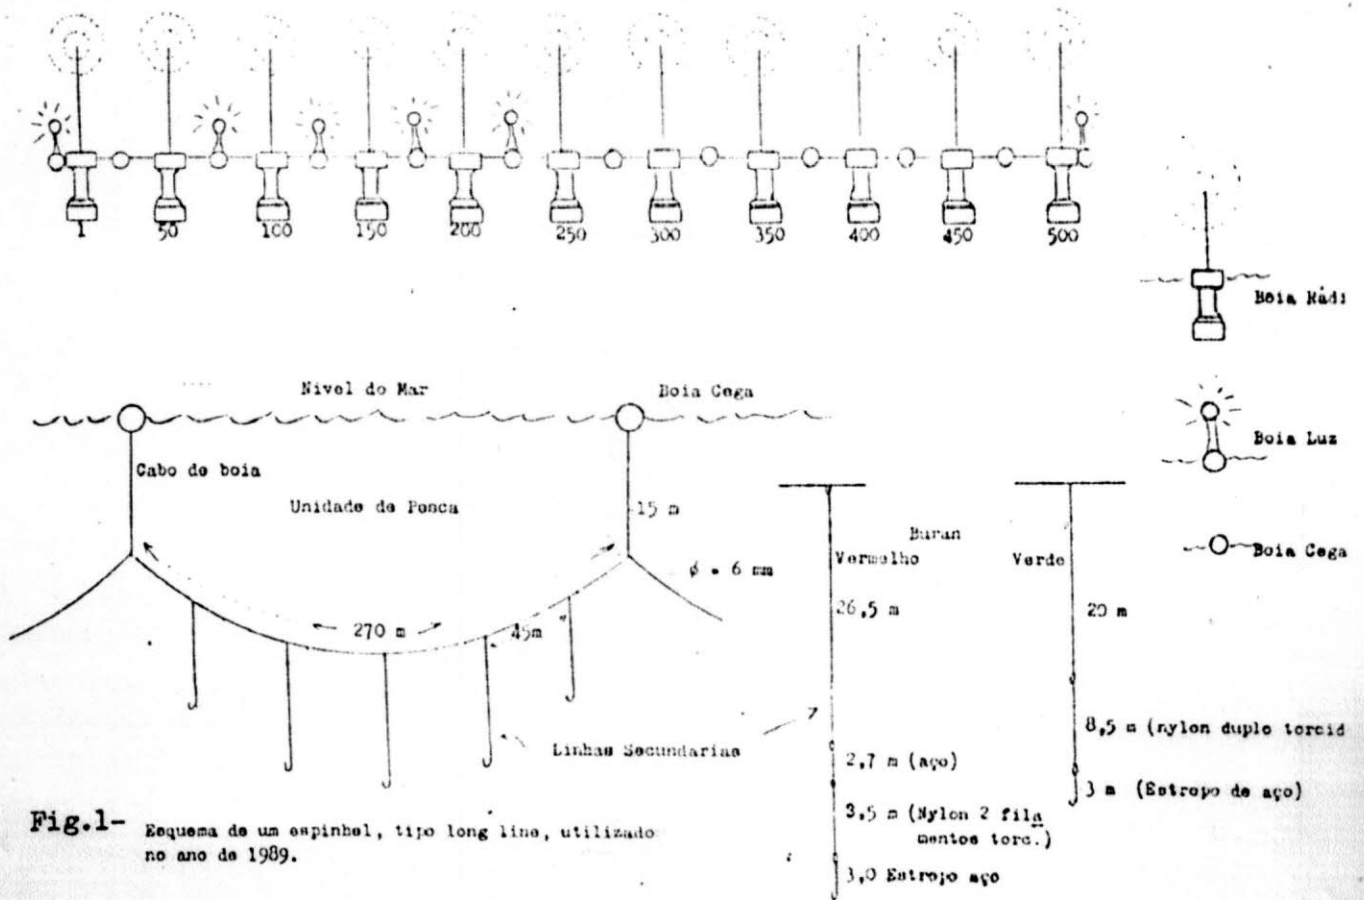 1 50 100 150 200 250 300 350 400 450 500
Boia Rádi
Boia Luz
Boia Cega
Nivel do Mar
Boia Cega
Cabo de boia
Unidade de Pesca
15 m
ø = 6 mm
270 m
45m
Linhas Secundarias
Buran
Vermelho
26,5 m
2,7 m (aço)
3,5 m (Nylon 2 fila
mentos torc.)
3,0 Estropo aço
Verde
20 m
8,5 m (nylon duplo torcid
3 m (Estropo de aço)
Fig.1- Esquema de um espinhel, tipo long line, utilizado
no ano de 1989.